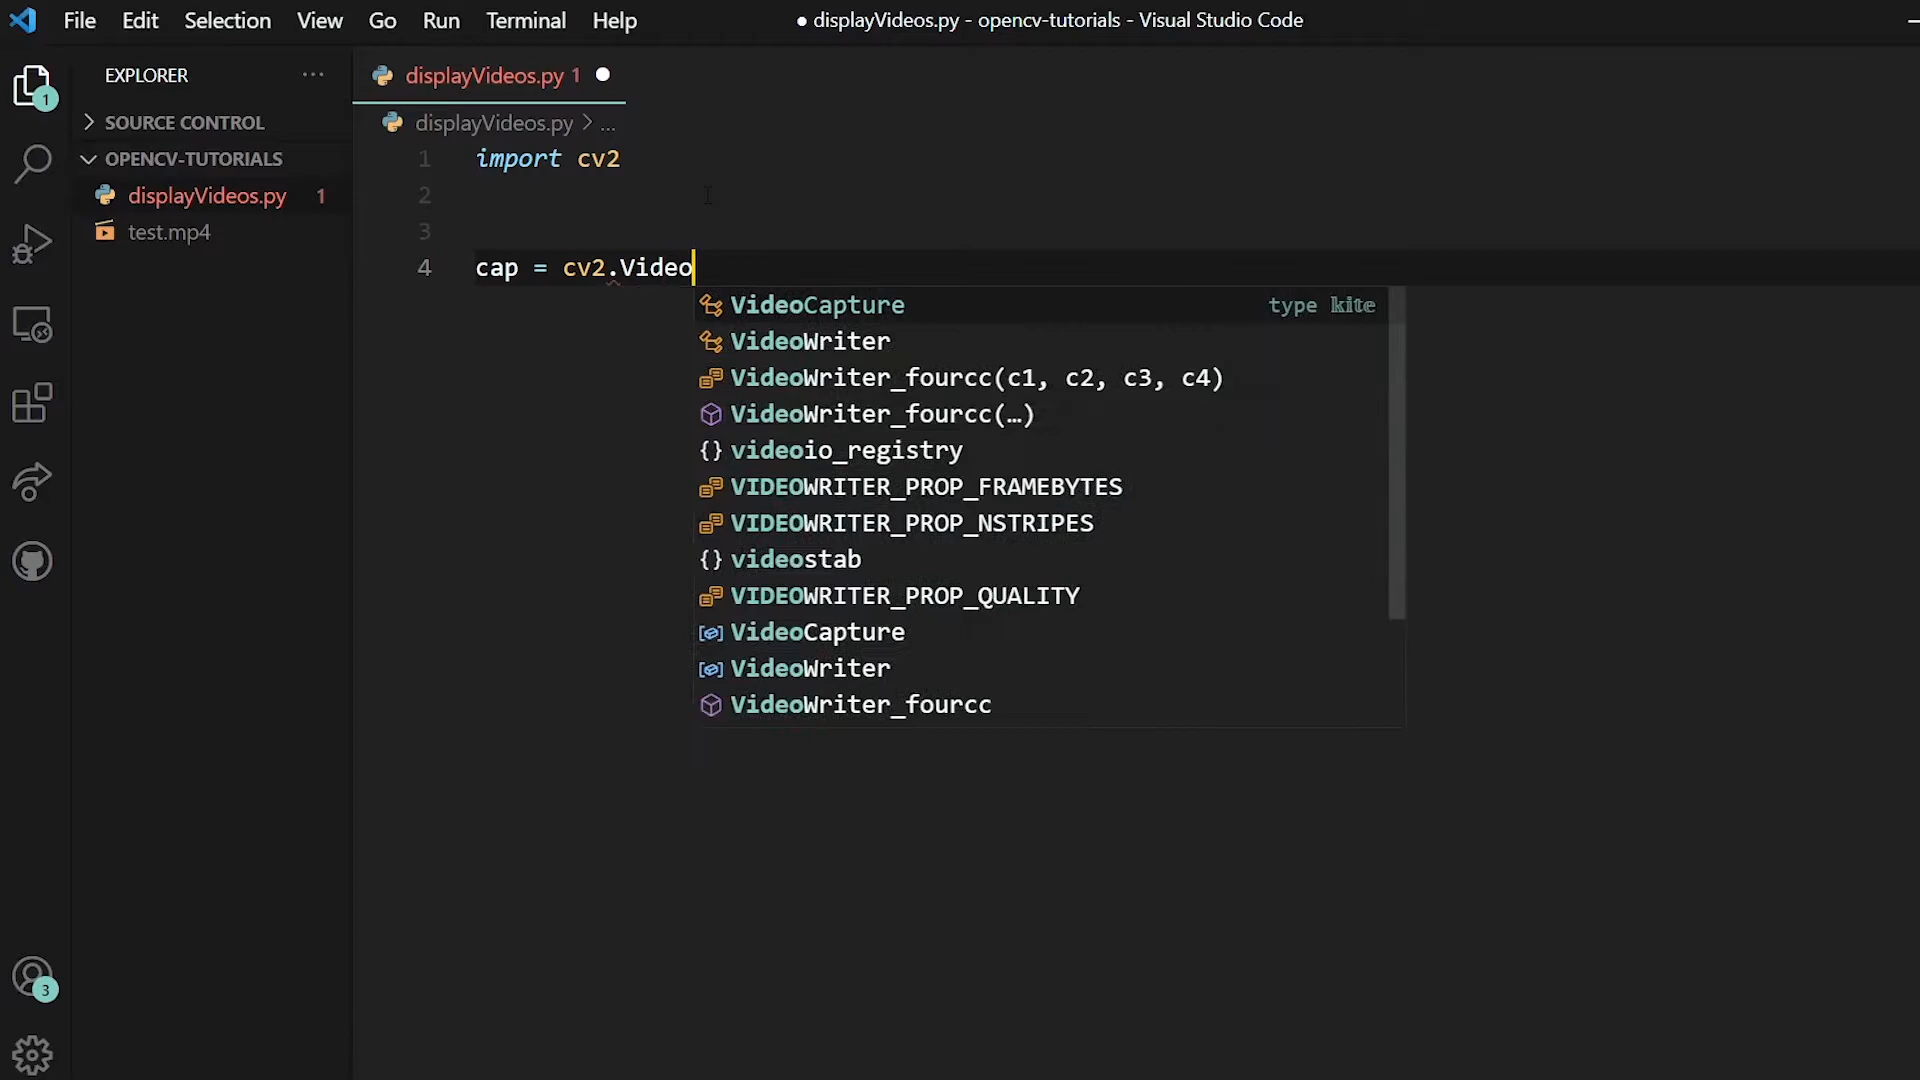 File Edit Selection View Go Run Terminal Help
● displayVideos.py - opencv-tutorials - Visual Studio Code
EXPLORER ...
SOURCE CONTROL
OPENCV-TUTORIALS
displayVideos.py 1
test.mp4
1
3
displayVideos.py 1
displayVideos.py > ...
1 import cv2
2
3
4 cap = cv2.Video
VideoCapture type kite
VideoWriter
VideoWriter_fourcc(c1, c2, c3, c4)
VideoWriter_fourcc(…)
{} videoio_registry
VIDEOWRITER_PROP_FRAMEBYTES
VIDEOWRITER_PROP_NSTRIPES
{} videostab
VIDEOWRITER_PROP_QUALITY
VideoCapture
VideoWriter
VideoWriter_fourcc